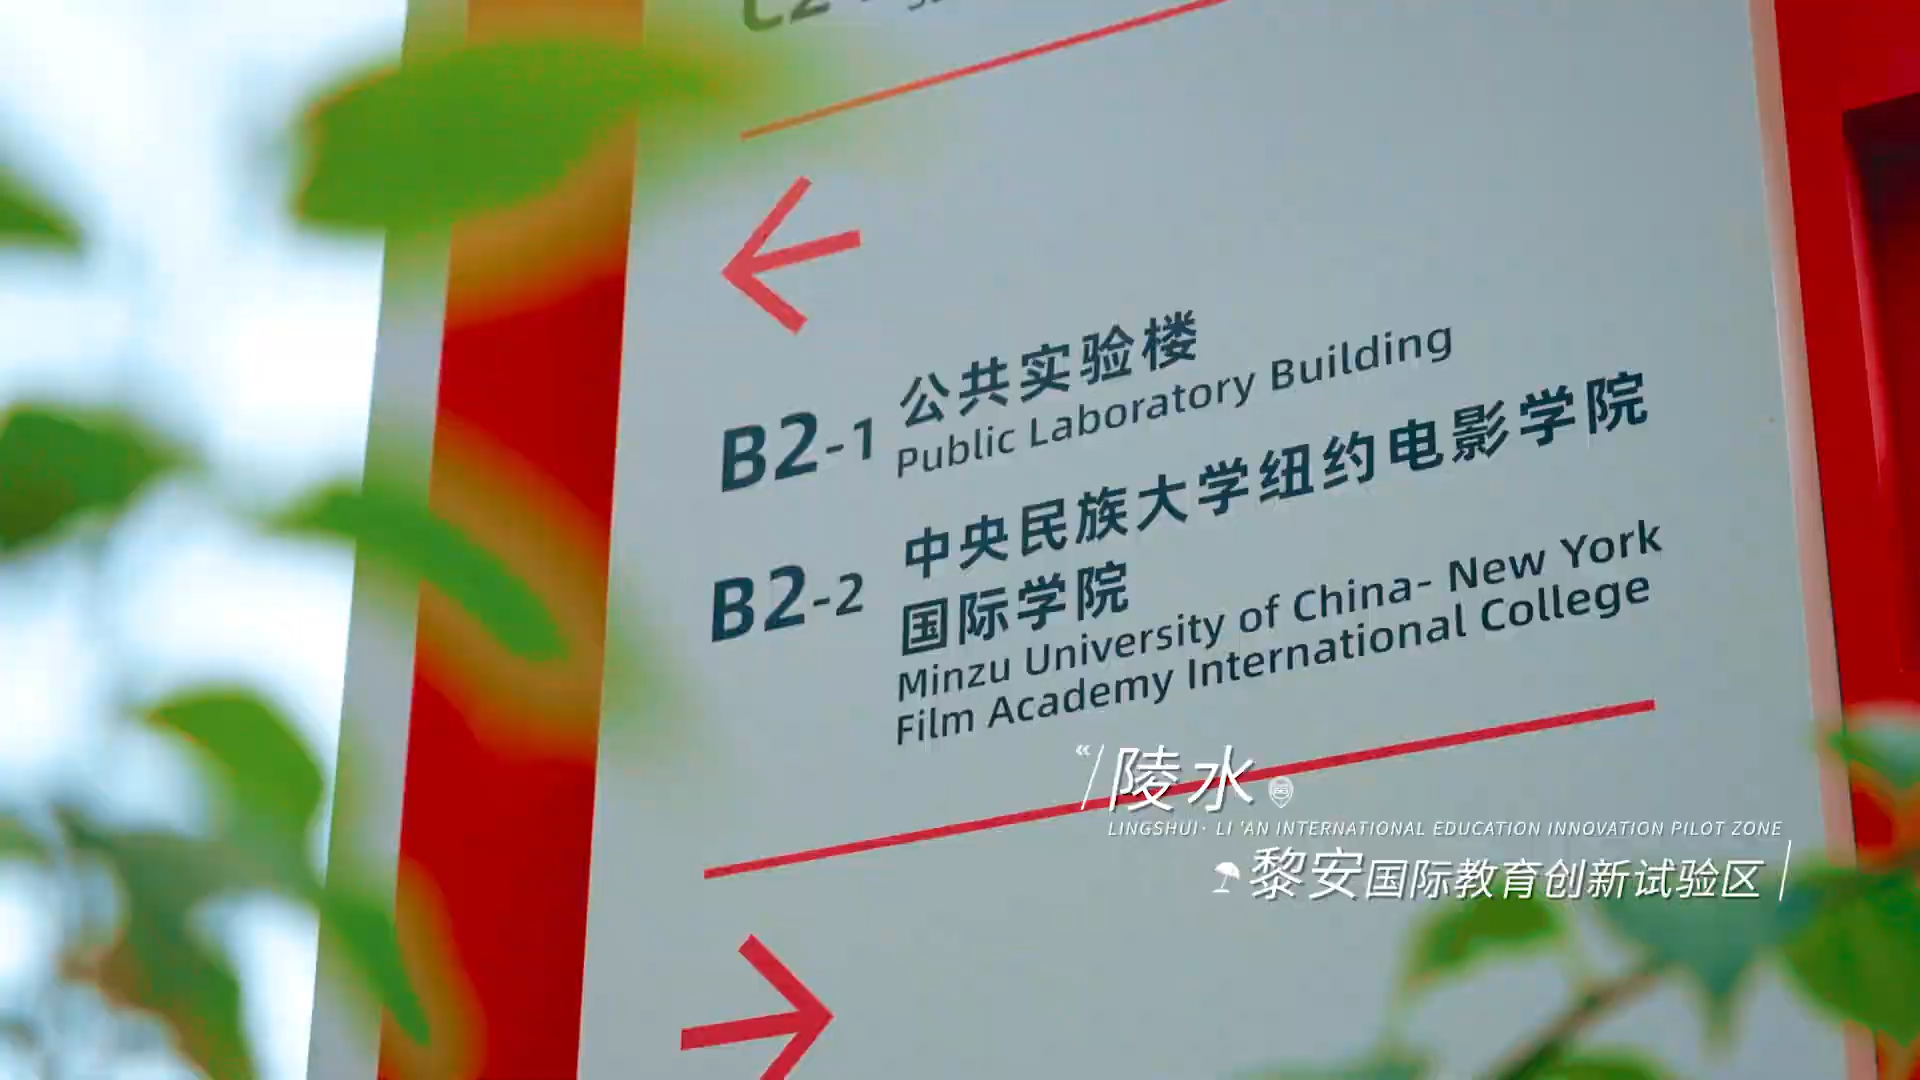 B2-1 公共实验楼
Public Laboratory Building
B2-2 中央民族大学纽约电影学院
国际学院
Minzu University of China- New York
Film Academy International College
“陵水
LINGSHUI· LI 'AN INTERNATIONAL EDUCATION INNOVATION PILOT ZONE
黎安国际教育创新试验区